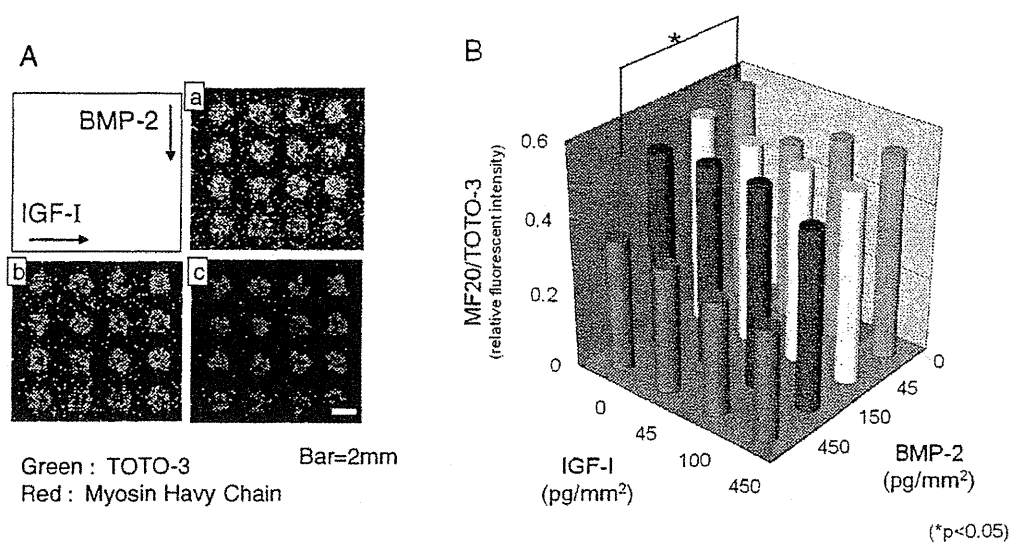 A
BMP-2
IGF-I
a
b
c
Green : TOTO-3
Red : Myosin Havy Chain
Bar=2mm
B
*
MF20/TOTO-3
(relative fluorescent intensity)
0.6
0.4
0.2
0
0
45
100
450
IGF-I
(pg/mm²)
0
45
150
450
BMP-2
(pg/mm²)
(*p<0.05)